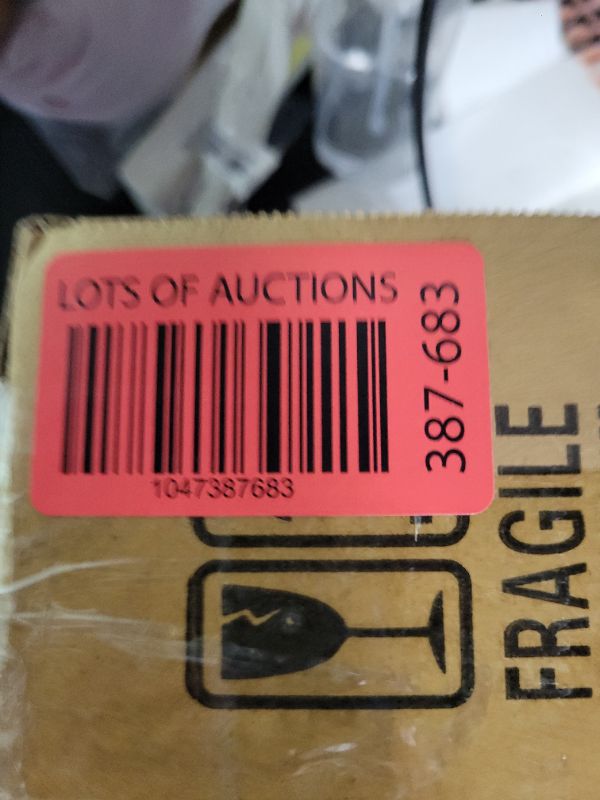 LOTS OF AUCTIONS
1047387683
387-683
FRAGILE